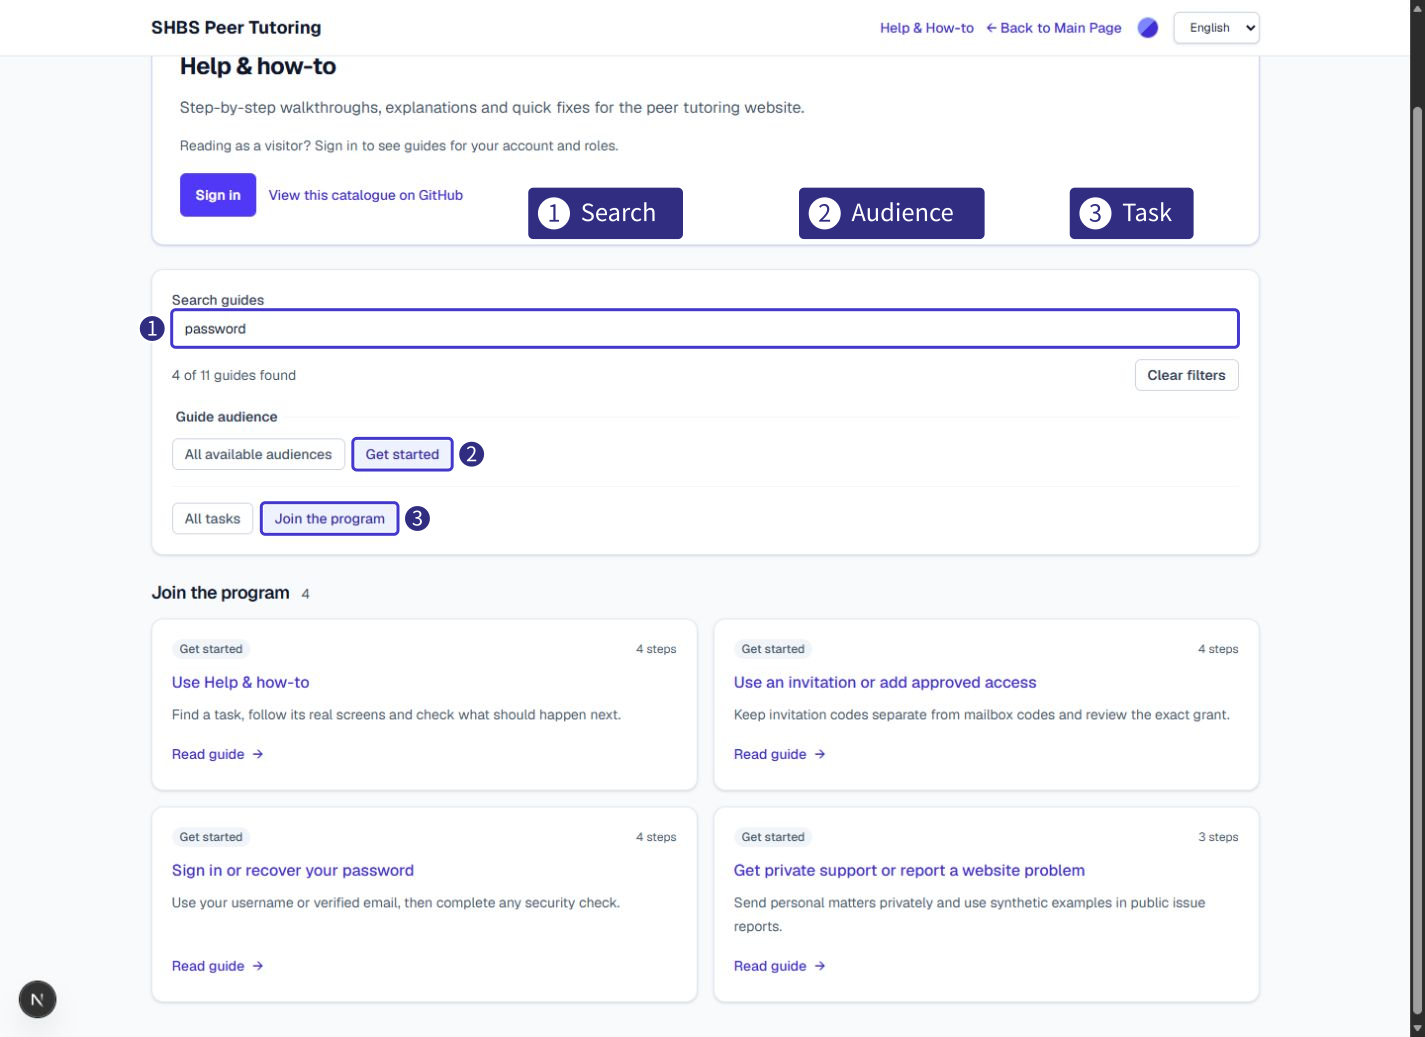 SHBS Peer Tutoring
Help & How-to
← Back to Main Page
English
Help & how-to
Step-by-step walkthroughs, explanations and quick fixes for the peer tutoring website.
Reading as a visitor? Sign in to see guides for your account and roles.
Sign in
View this catalogue on GitHub
1 Search
2 Audience
3 Task
Search guides
1
password
4 of 11 guides found
Clear filters
Guide audience
All available audiences
Get started
2
All tasks
Join the program
3
Join the program 4
Get started
4 steps
Use Help & how-to
Find a task, follow its real screens and check what should happen next.
Read guide →
Get started
4 steps
Use an invitation or add approved access
Keep invitation codes separate from mailbox codes and review the exact grant.
Read guide →
Get started
4 steps
Sign in or recover your password
Use your username or verified email, then complete any security check.
Read guide →
Get started
3 steps
Get private support or report a website problem
Send personal matters privately and use synthetic examples in public issue
reports.
Read guide →
N